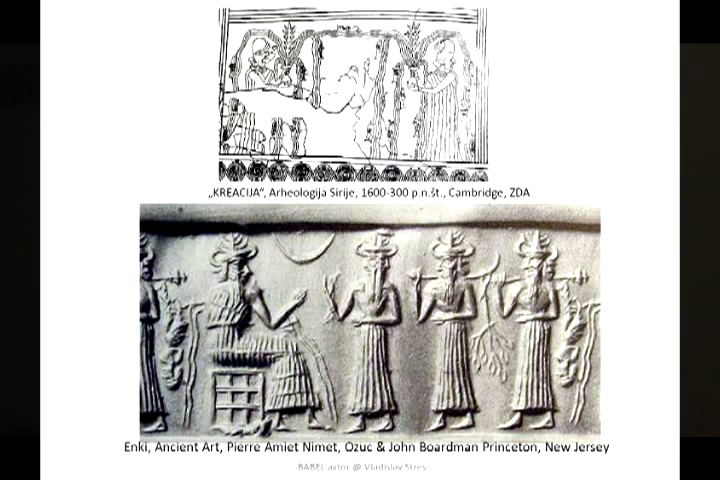 „KREACIJA“, Arheologija Sirije, 1600-300 p.n.št., Cambridge, ZDA
Enki, Ancient Art, Pierre Amiet Nimet, Ozuc & John Boardman Princeton, New Jersey
BABEL avtor @ Vladislav Stres